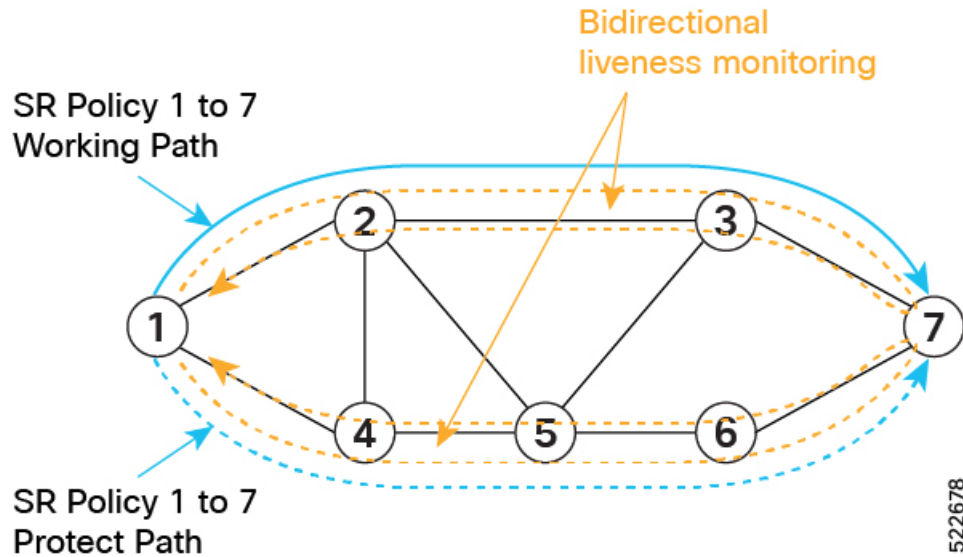 Bidirectional
liveness monitoring
SR Policy 1 to 7
Working Path
2
3
1
7
4
5
6
SR Policy 1 to 7
Protect Path
522678